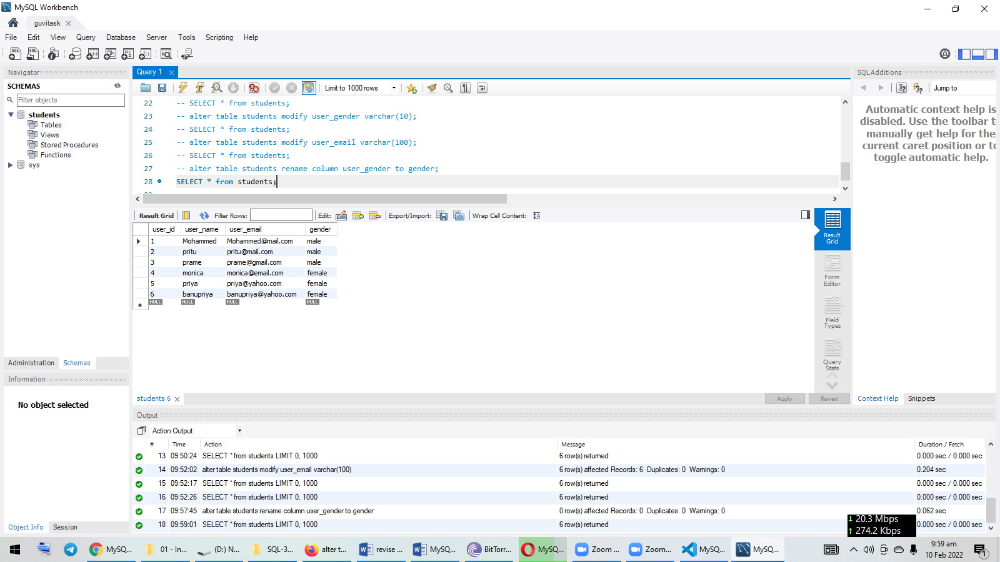 MySQL Workbench
guvitask
File Edit View Query Database Server Tools Scripting Help
Navigator
SCHEMAS
Filter objects
students
Tables
Views
Stored Procedures
Functions
sys
Administration Schemas
Information
No object selected
Object Info Session
Query 1
Limit to 1000 rows
22 -- SELECT * from students;
23 -- alter table students modify user_gender varchar(10);
24 -- SELECT * from students;
25 -- alter table students modify user_email varchar(100);
26 -- SELECT * from students;
27 -- alter table students rename column user_gender to gender;
28 SELECT * from students;
Result Grid Filter Rows: Edit: Export/Import: Wrap Cell Content:
user_id user_name user_email gender
1 Mohammed Mohammed@mail.com male
2 pritu pritu@mail.com male
3 prame prame@gmail.com male
4 monica monica@email.com female
5 priya priya@yahoo.com female
6 banupriya banupriya@yahoo.com female
NULL NULL NULL NULL
Result
Grid
Form
Editor
Field
Types
Query
Stats
students 6
Apply Revert
SQLAdditions
Jump to
Automatic context help is
disabled. Use the toolbar t
manually get help for the
current caret position or to
toggle automatic help.
Context Help Snippets
Output
Action Output
# Time Action Message Duration / Fetch
13 09:50:24 SELECT * from students LIMIT 0, 1000 6 row(s) returned 0.000 sec / 0.000 sec
14 09:52:02 alter table students modify user_email varchar(100) 6 row(s) affected Records: 6 Duplicates: 0 Warnings: 0 0.204 sec
15 09:52:17 SELECT * from students LIMIT 0, 1000 6 row(s) returned 0.000 sec / 0.000 sec
16 09:52:26 SELECT * from students LIMIT 0, 1000 6 row(s) returned 0.000 sec / 0.000 sec
17 09:57:45 alter table students rename column user_gender to gender 0 row(s) affected Records: 0 Duplicates: 0 Warnings: 0 0.062 sec
18 09:59:01 SELECT * from students LIMIT 0, 1000 6 row(s) returned 0.000 sec / 0.000 sec
↓ 20.3 Mbps
↑ 274.2 Kbps
MySQ... 01 - In... (D:) N... SQL-3... alter t... revise ... MySQ... BitTorr... MySQ... Zoom ... Zoom... MySQ... MySQ...
9:59 am
10 Feb 2022
1